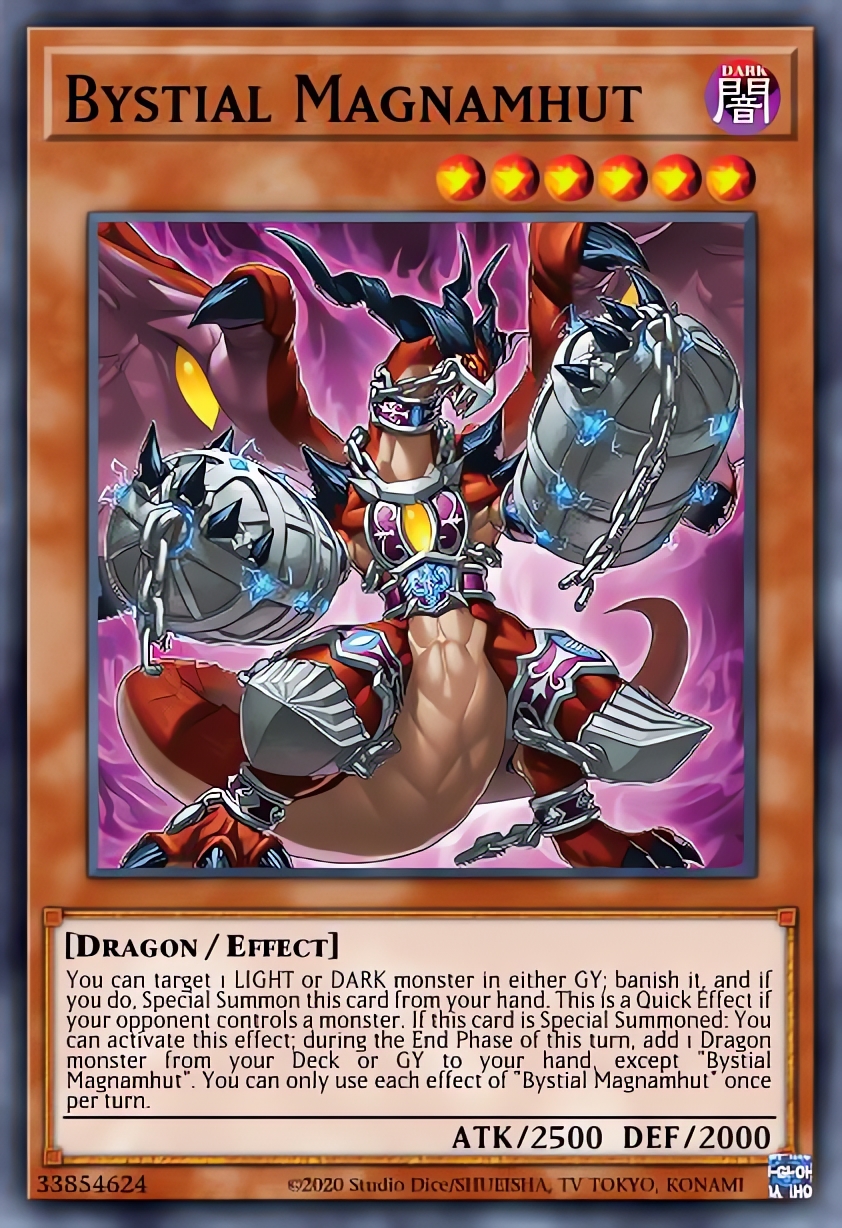 Bystial Magnamhut
DARK
闇
[Dragon / Effect]
You can target 1 LIGHT or DARK monster in either GY; banish it, and if
you do, Special Summon this card from your hand. This is a Quick Effect if
your opponent controls a monster. If this card is Special Summoned: You
can activate this effect; during the End Phase of this turn, add 1 Dragon
monster from your Deck or GY to your hand, except "Bystial
Magnamhut". You can only use each effect of "Bystial Magnamhut" once
per turn.
ATK/2500 DEF/2000
33854624 ©2020 Studio Dice/SHUEISHA, TV TOKYO, KONAMI